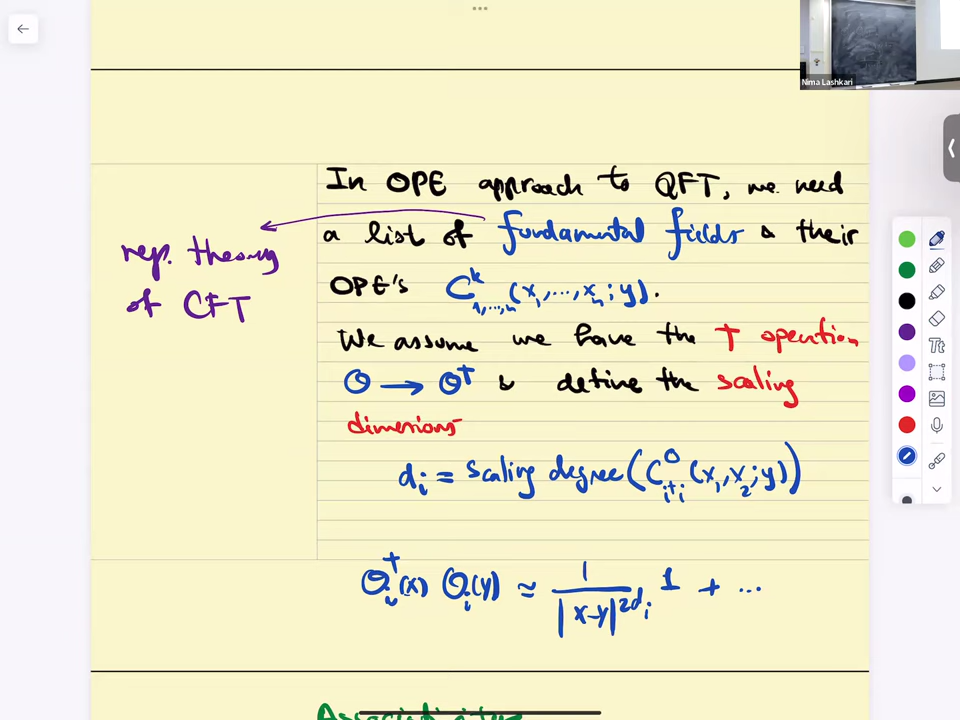 Nima Lashkari
In OPE approach to QFT, we need
a list of fundamental fields & their
OPE's C^k_{1,...,n}(x_1,...,x_n;y).
rep. theory
of CFT
We assume we have the † operation
O → O^† & define the scaling
dimensions
d_i = scaling degree(C^0_{i†i}(x_1,x_2;y))
O_i^†(x) O_i(y) ≈ 1/|x-y|^{2d_i} 1 + ...
Tt